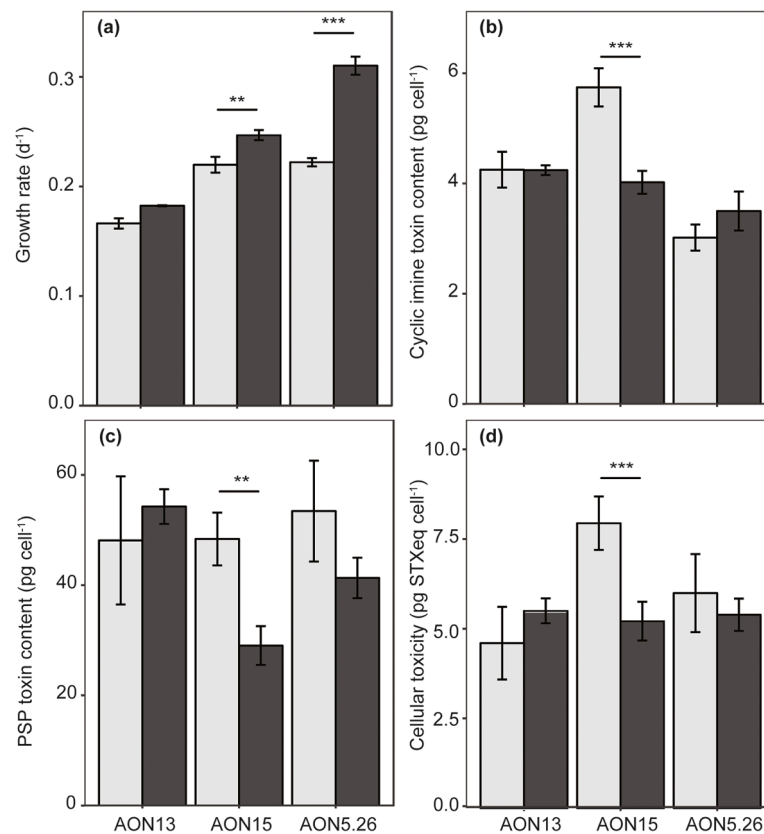 (a)
Growth rate (d-1)
0.3
0.2
0.1
0.0
**
***
(b)
Cyclic imine toxin content (pg cell-1)
6
4
2
0
***
(c)
PSP toxin content (pg cell-1)
60
40
20
0
**
AON13 AON15 AON5.26
(d)
Cellular toxicity (pg STXeq cell-1)
10.0
7.5
5.0
2.5
0.0
***
AON13 AON15 AON5.26